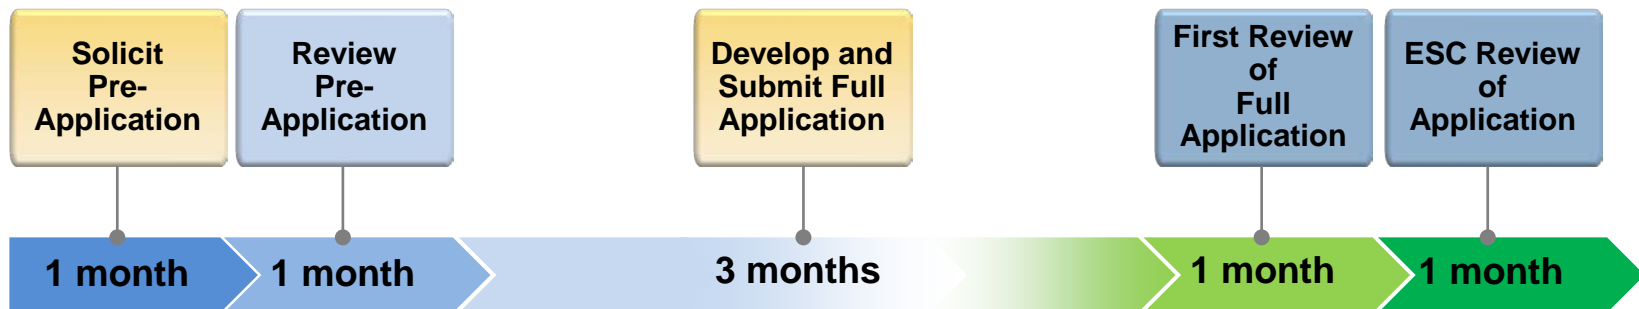 Solicit
Pre-
Application
Review
Pre-
Application
Develop and
Submit Full
Application
First Review
of
Full
Application
ESC Review
of
Application
1 month
1 month
3 months
1 month
1 month